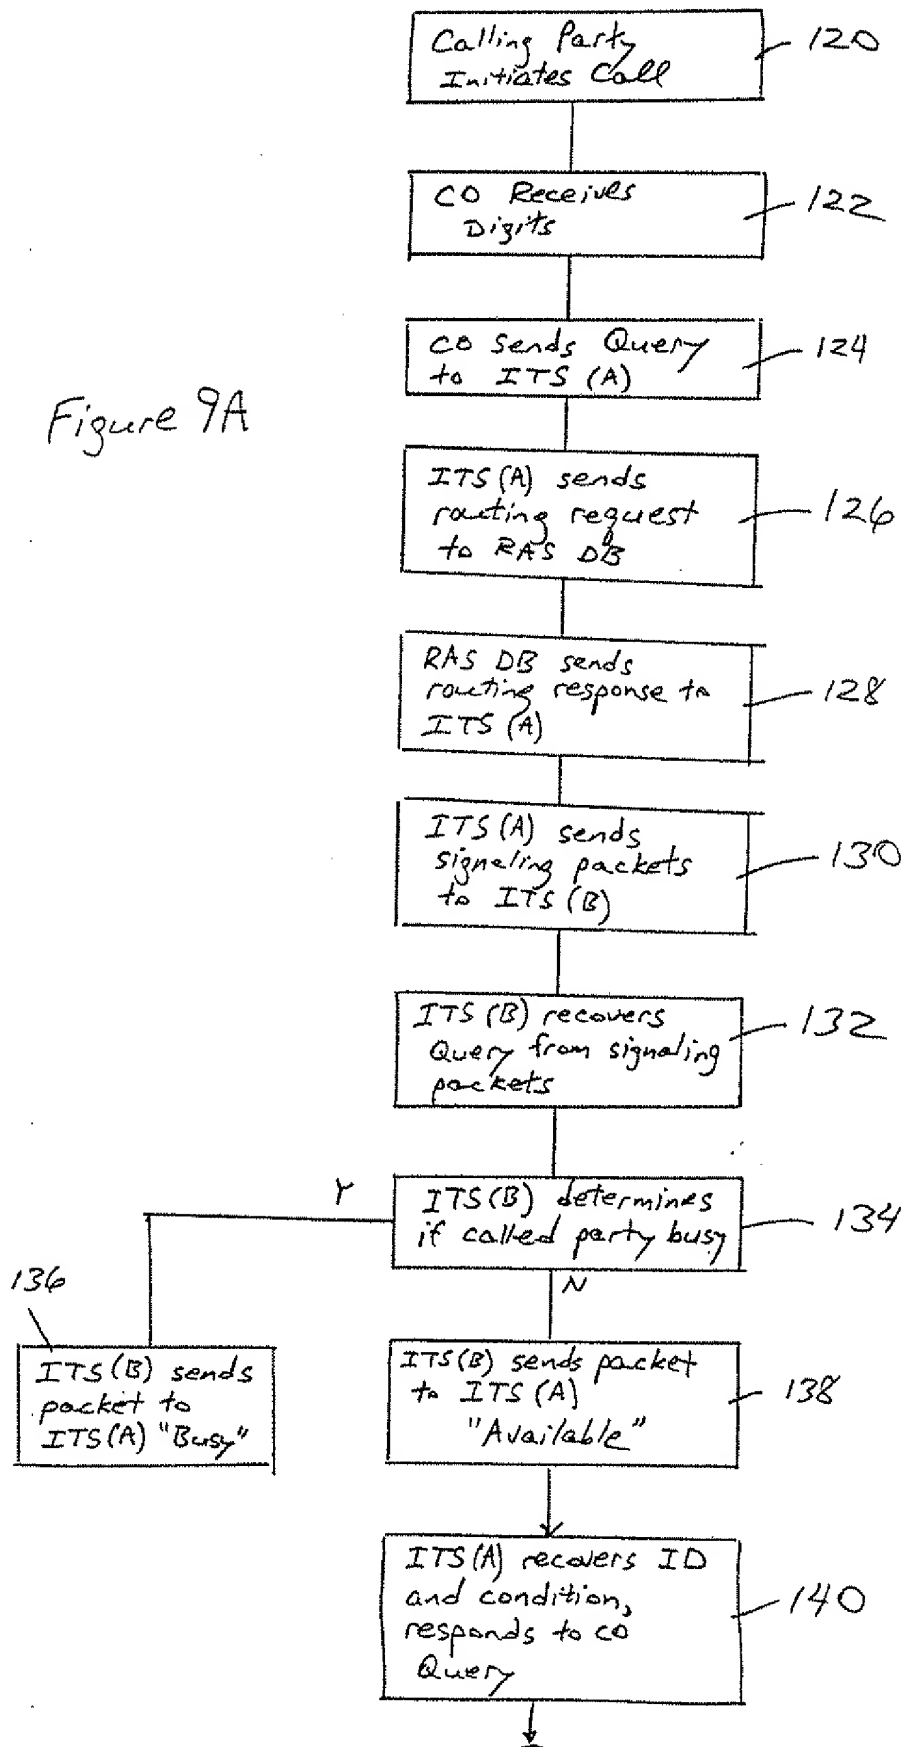 Calling Party
Initiates Call
120
CO Receives
Digits
122
CO Sends Query
to ITS (A)
124
Figure 9A
ITS (A) sends
routing request
to RAS DB
126
RAS DB sends
routing response to
ITS (A)
128
ITS (A) sends
signaling packets
to ITS (B)
130
ITS (B) recovers
Query from signaling
packets
132
Y
ITS (B) determines
if called party busy
134
N
136
ITS (B) sends
packet to
ITS (A) "Busy"
ITS (B) sends packet
to ITS (A)
"Available"
138
ITS (A) recovers ID
and condition,
responds to CO
Query
140